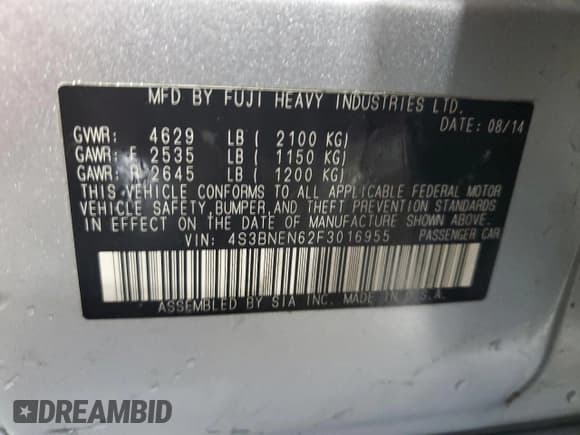 MFD BY FUJI HEAVY INDUSTRIES LTD.
DATE: 08/14
GVWR: 4629 LB ( 2100 KG)
GAWR: F 2535 LB ( 1150 KG)
GAWR: R 2645 LB ( 1200 KG)
THIS VEHICLE CONFORMS TO ALL APPLICABLE FEDERAL MOTOR
VEHICLE SAFETY, BUMPER, AND THEFT PREVENTION STANDARDS
IN EFFECT ON THE DATE OF MANUFACTURE SHOWN ABOVE.
VIN: 4S3BNEN62F3016955 PASSENGER CAR
ASSEMBLED BY SIA INC. MADE IN U.S.A.
DREAMBID